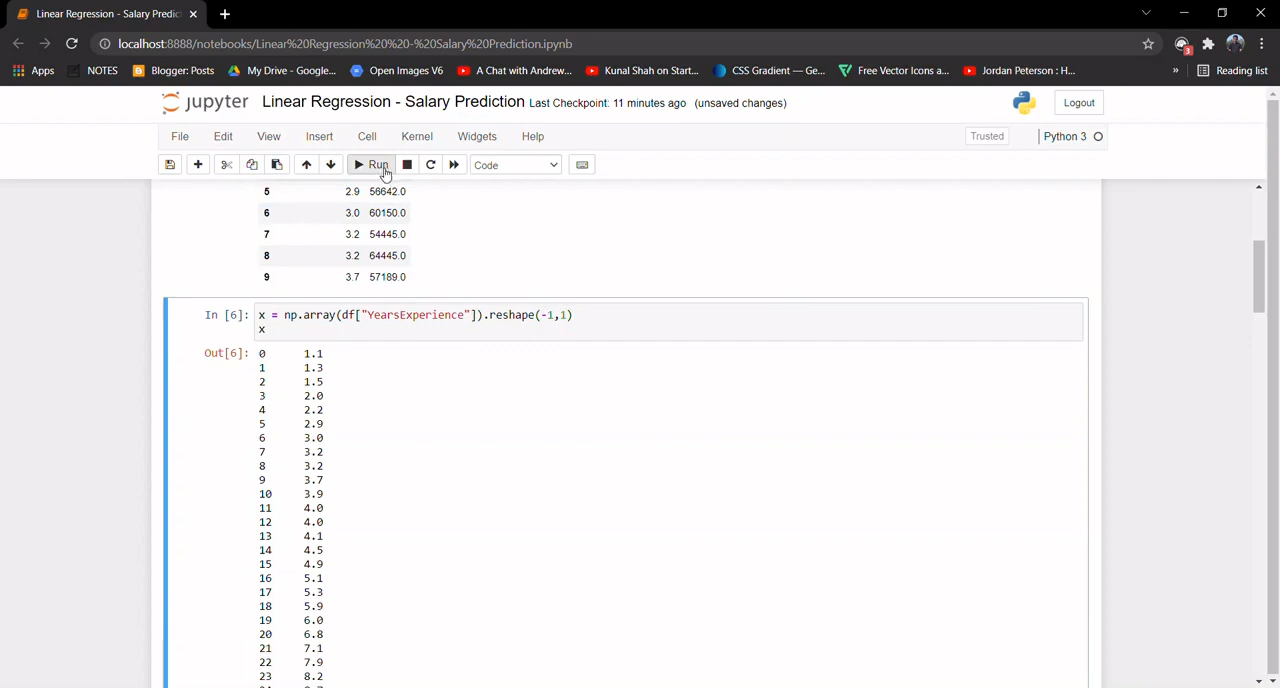 Linear Regression - Salary Predic
localhost:8888/notebooks/Linear%20Regression%20%20-%20Salary%20Prediction.ipynb
3
Apps NOTES Blogger: Posts My Drive - Google... Open Images V6 A Chat with Andrew... Kunal Shah on Start... CSS Gradient — Ge... Free Vector Icons a... Jordan Peterson : H... » Reading list
jupyter Linear Regression - Salary Prediction Last Checkpoint: 11 minutes ago (unsaved changes) Logout
File Edit View Insert Cell Kernel Widgets Help Trusted Python 3
Run Code
5 2.9 56642.0
6 3.0 60150.0
7 3.2 54445.0
8 3.2 64445.0
9 3.7 57189.0
In [6]: x = np.array(df["YearsExperience"]).reshape(-1,1)
x
Out[6]: 0 1.1
1 1.3
2 1.5
3 2.0
4 2.2
5 2.9
6 3.0
7 3.2
8 3.2
9 3.7
10 3.9
11 4.0
12 4.0
13 4.1
14 4.5
15 4.9
16 5.1
17 5.3
18 5.9
19 6.0
20 6.8
21 7.1
22 7.9
23 8.2